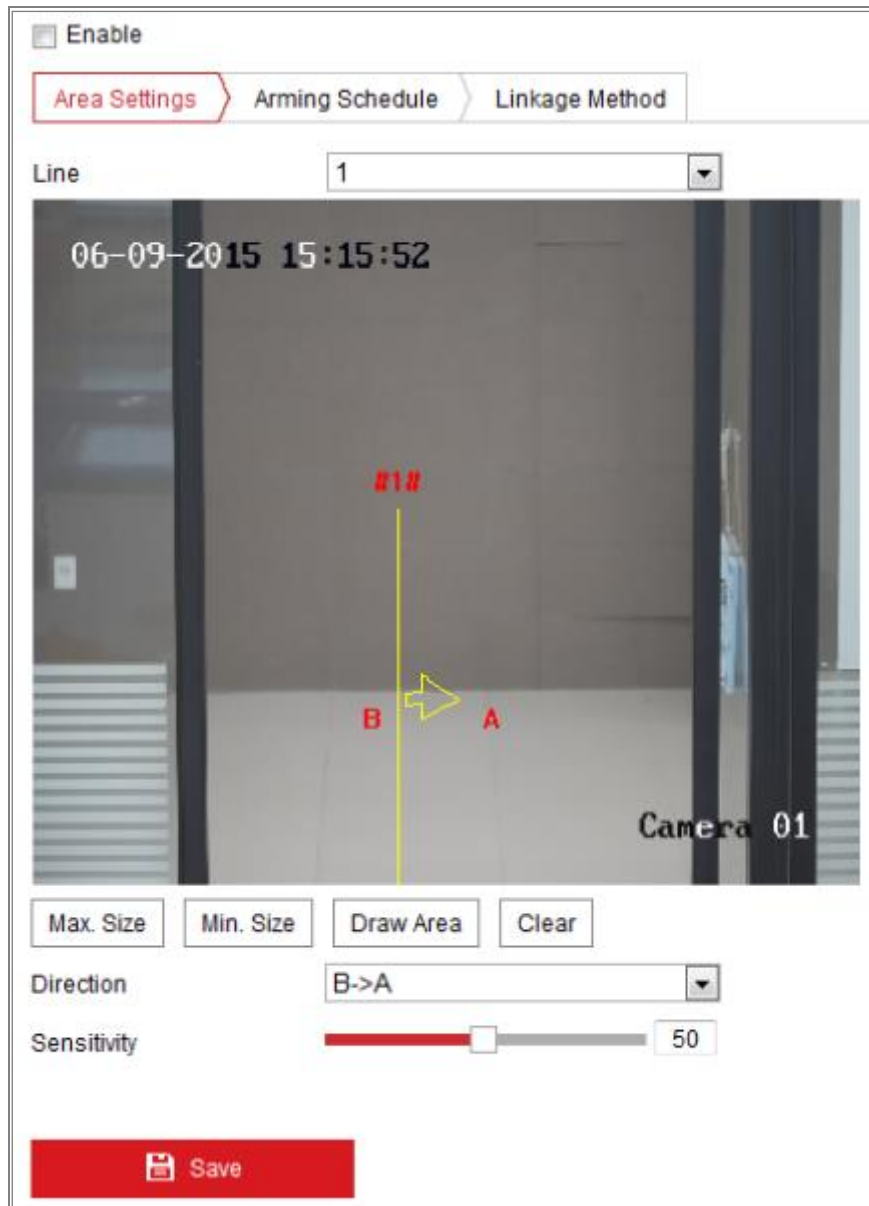 Enable
Area Settings Arming Schedule Linkage Method
Line 1
06-09-2015 15:15:52
#1#
B A
Camera 01
Max. Size Min. Size Draw Area Clear
Direction B->A
Sensitivity 50
Save